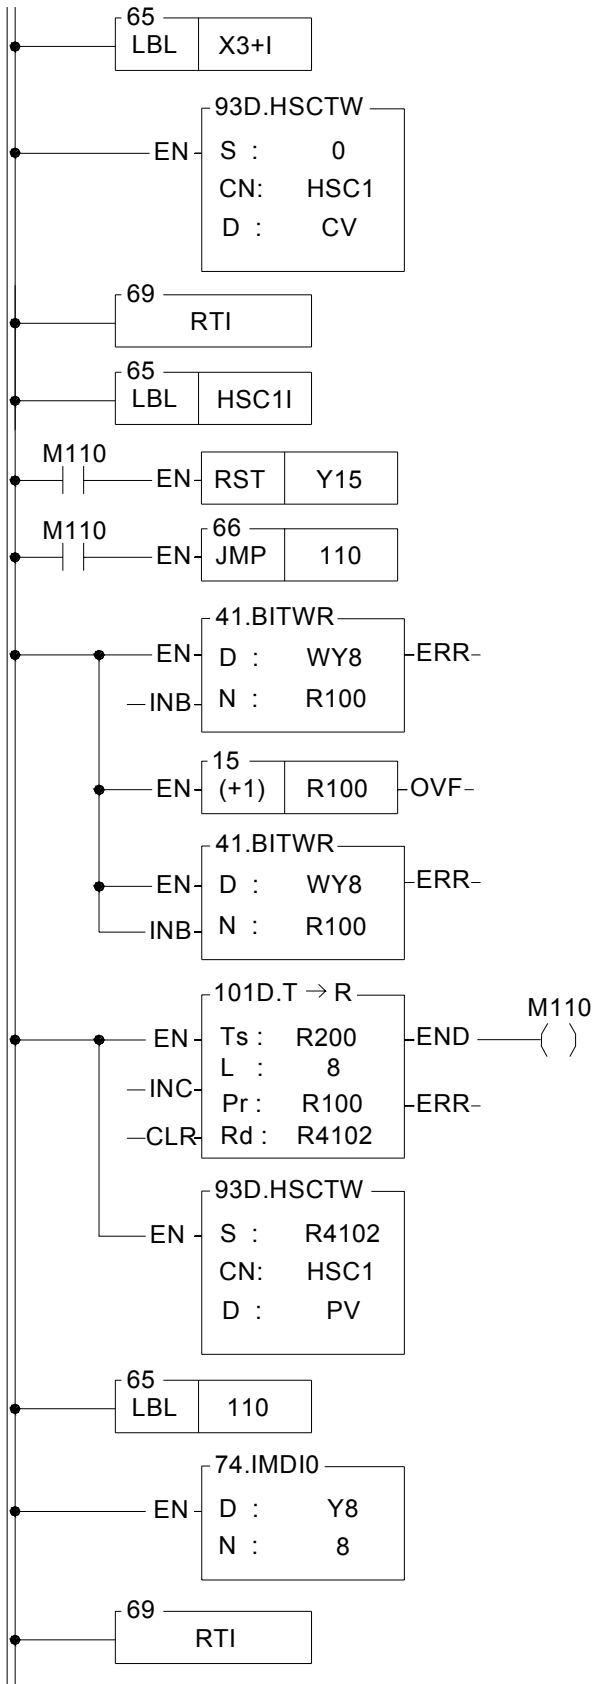 65
LBL X3+I
93D.HSCTW
EN S : 0
CN: HSC1
D : CV
69
RTI
65
LBL HSC1I
M110
EN RST Y15
M110
66
EN JMP 110
41.BITWR
EN D : WY8 ERR
INB N : R100
15
EN (+1) R100 OVF
41.BITWR
EN D : WY8 ERR
INB N : R100
101D.T → R
M110
EN Ts : R200 END ( )
L : 8
INC
Pr : R100 ERR
CLR Rd : R4102
93D.HSCTW
EN S : R4102
CN: HSC1
D : PV
65
LBL 110
74.IMDI0
EN D : Y8
N : 8
69
RTI